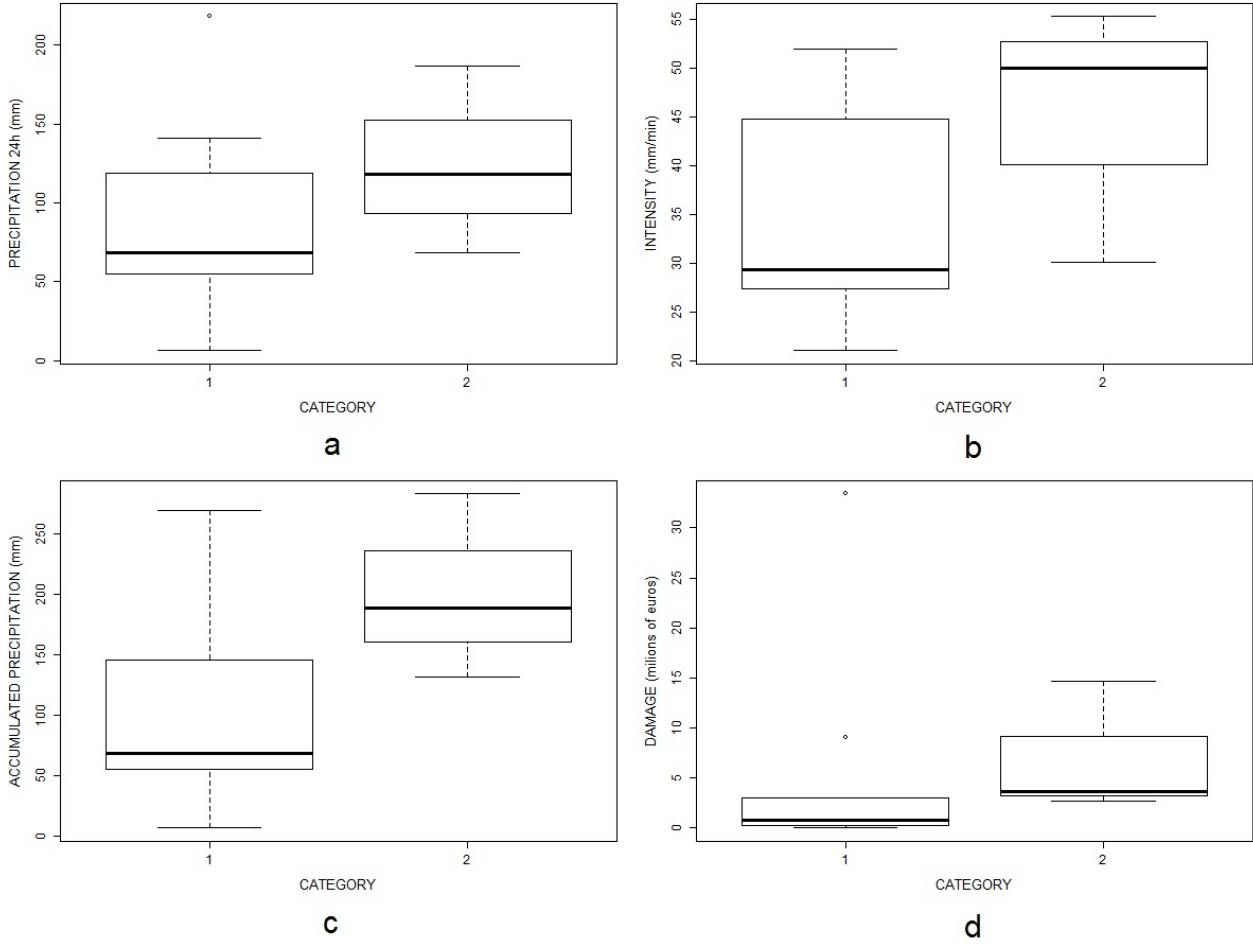 PRECIPITATION 24h (mm)
200
150
100
50
0
1 2
CATEGORY
a
INTENSITY (mm/min)
55
50
45
40
35
30
25
20
1 2
CATEGORY
b
ACCUMULATED PRECIPITATION (mm)
250
200
150
100
50
0
1 2
CATEGORY
c
DAMAGE (milions of euros)
30
25
20
15
10
5
0
1 2
CATEGORY
d